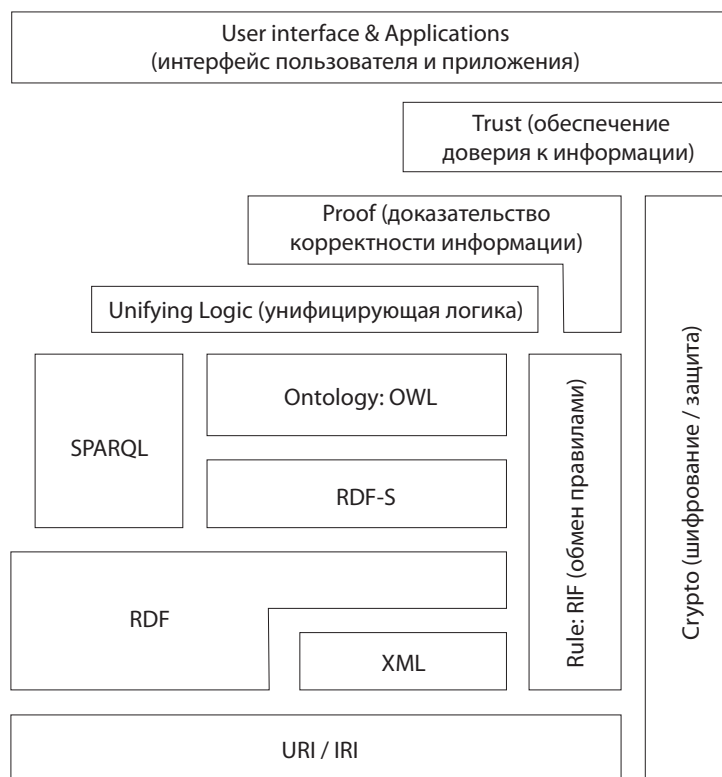 User interface & Applications
(интерфейс пользователя и приложения)
Trust (обеспечение
доверия к информации)
Proof (доказательство
корректности информации)
Unifying Logic (унифицирующая логика)
Ontology: OWL
SPARQL
RDF-S
RDF
XML
Rule: RIF (обмен правилами)
Crypto (шифрование / защита)
URI / IRI